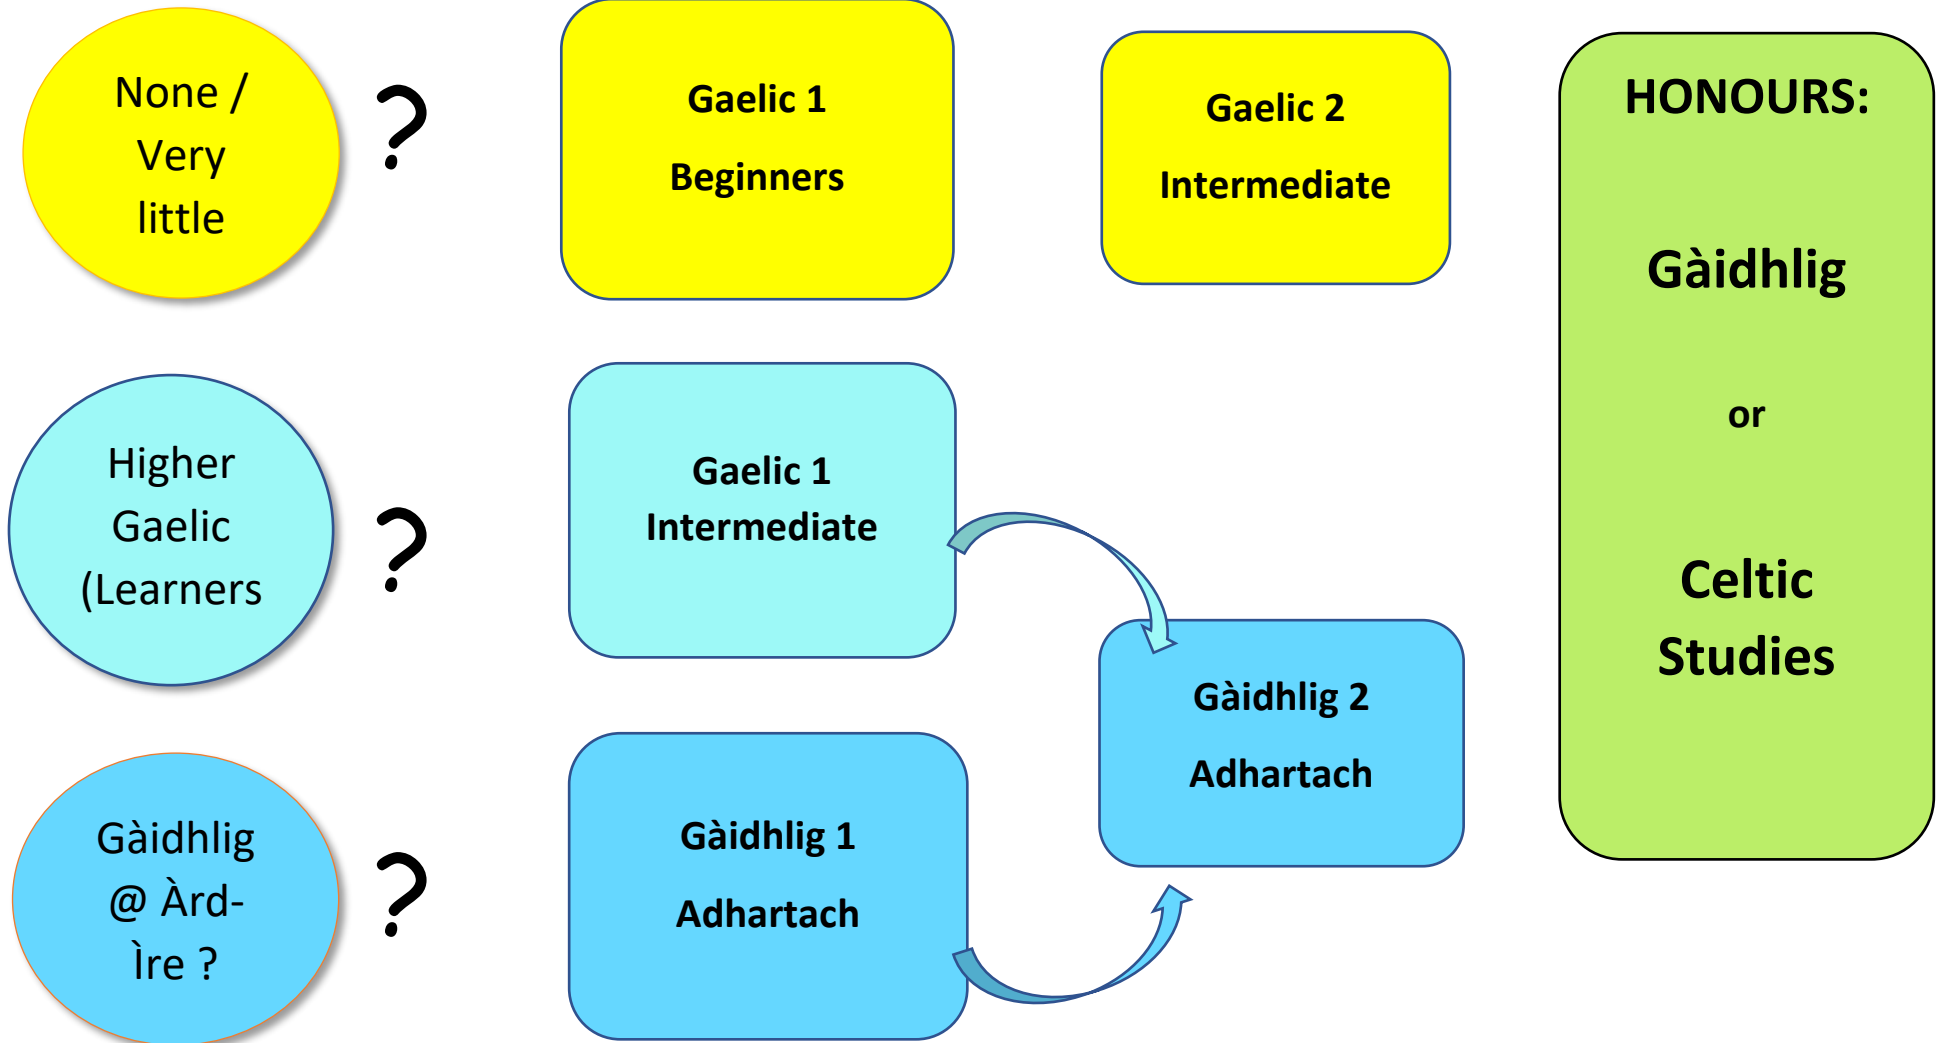 None /
Very
little
?
Gaelic 1
Beginners
Gaelic 2
Intermediate
HONOURS:
Gàidhlig
or
Celtic
Studies
Higher
Gaelic
(Learners
?
Gaelic 1
Intermediate
Gàidhlig 2
Adhartach
Gàidhlig
@ Àrd-
Ìre ?
?
Gàidhlig 1
Adhartach